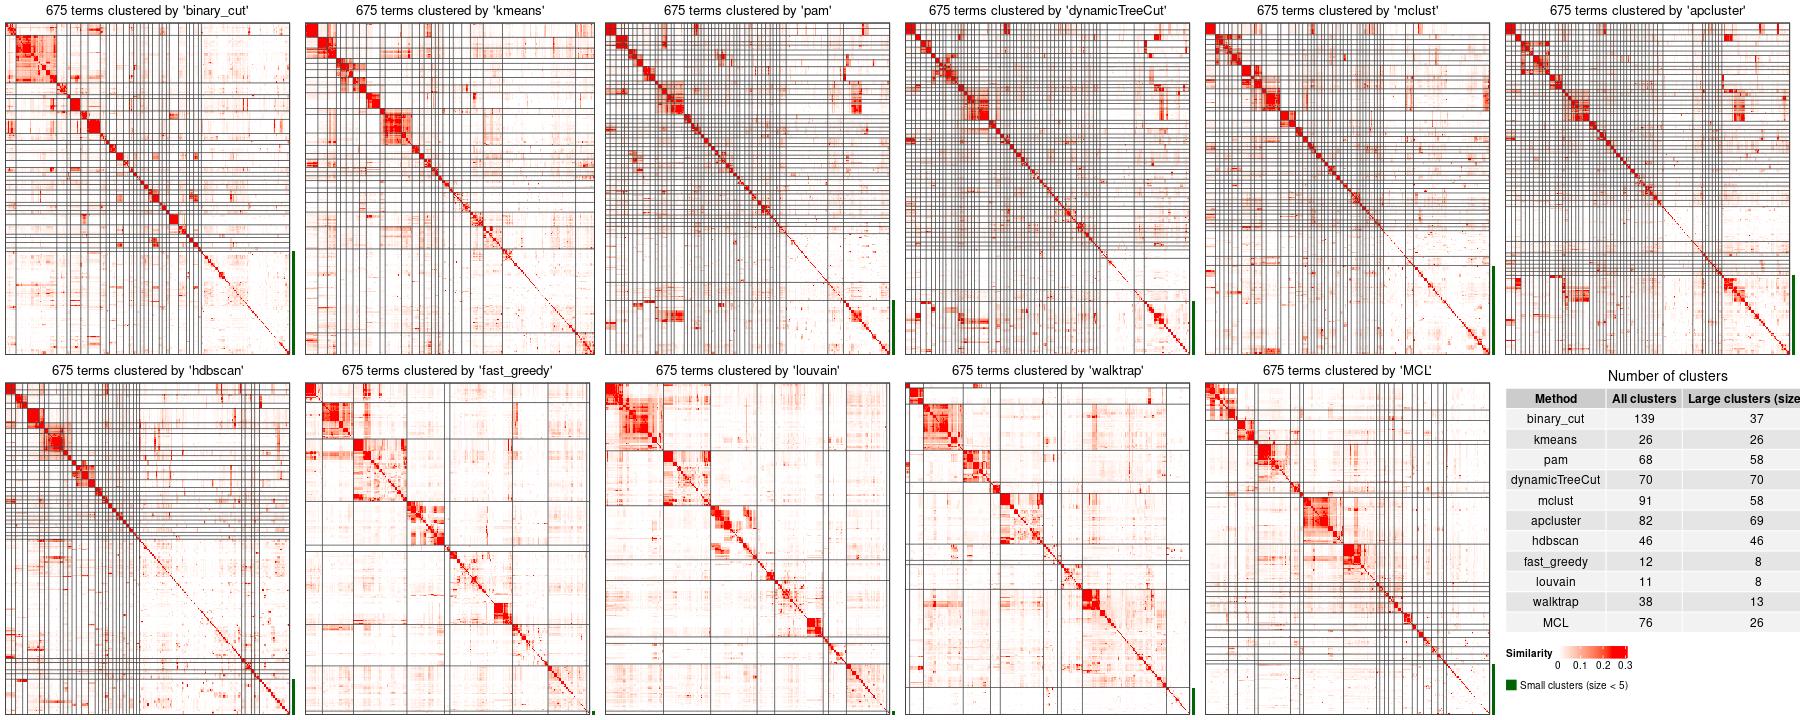 675 terms clustered by 'binary_cut'
675 terms clustered by 'kmeans'
675 terms clustered by 'pam'
675 terms clustered by 'dynamicTreeCut'
675 terms clustered by 'mclust'
675 terms clustered by 'apcluster'
675 terms clustered by 'hdbscan'
675 terms clustered by 'fast_greedy'
675 terms clustered by 'louvain'
675 terms clustered by 'walktrap'
675 terms clustered by 'MCL'
Number of clusters
Method All clusters Large clusters (size
binary_cut 139 37
kmeans 26 26
pam 68 58
dynamicTreeCut 70 70
mclust 91 58
apcluster 82 69
hdbscan 46 46
fast_greedy 12 8
louvain 11 8
walktrap 38 13
MCL 76 26
Similarity
0 0.1 0.2 0.3
Small clusters (size < 5)